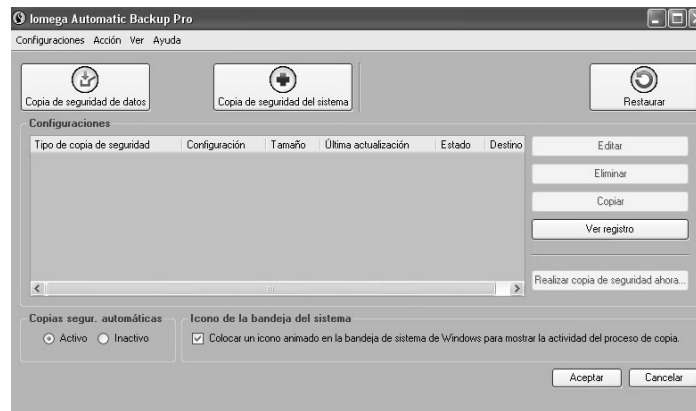 Iomega Automatic Backup Pro
Configuraciones Acción Ver Ayuda
Copia de seguridad de datos
Copia de seguridad del sistema
Restaurar
Configuraciones
Tipo de copia de seguridad Configuración Tamaño Última actualización Estado Destino
Editar
Eliminar
Copiar
Ver registro
Realizar copia de seguridad ahora...
Copias segur. automáticas
Activo Inactivo
Icono de la bandeja del sistema
Colocar un icono animado en la bandeja de sistema de Windows para mostrar la actividad del proceso de copia.
Aceptar Cancelar